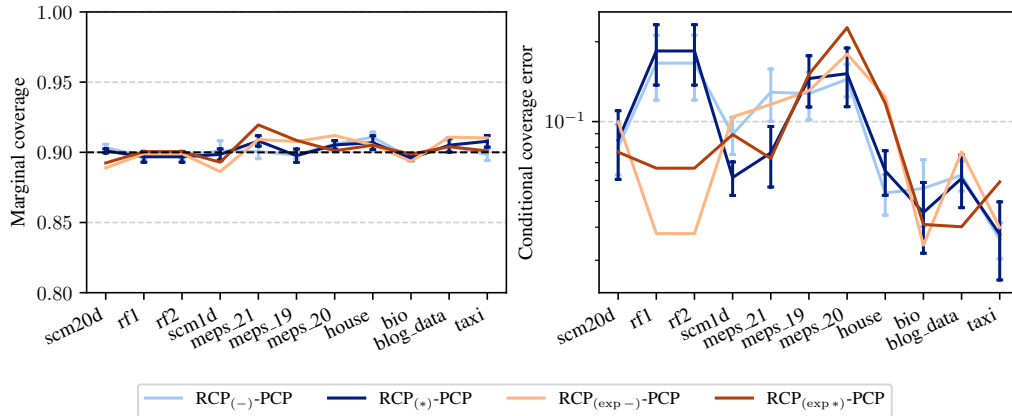 Marginal coverage
1.00
0.95
0.90
0.85
0.80
scm20d
rf1
rf2
scm1d
meps_21
meps_19
meps_20
house
bio
blog_data
taxi
Conditional coverage error
10⁻¹
scm20d
rf1
rf2
scm1d
meps_21
meps_19
meps_20
house
bio
blog_data
taxi
RCP₍₋₎-PCP RCP₍*₎-PCP RCP₍exp −₎-PCP RCP₍exp *₎-PCP